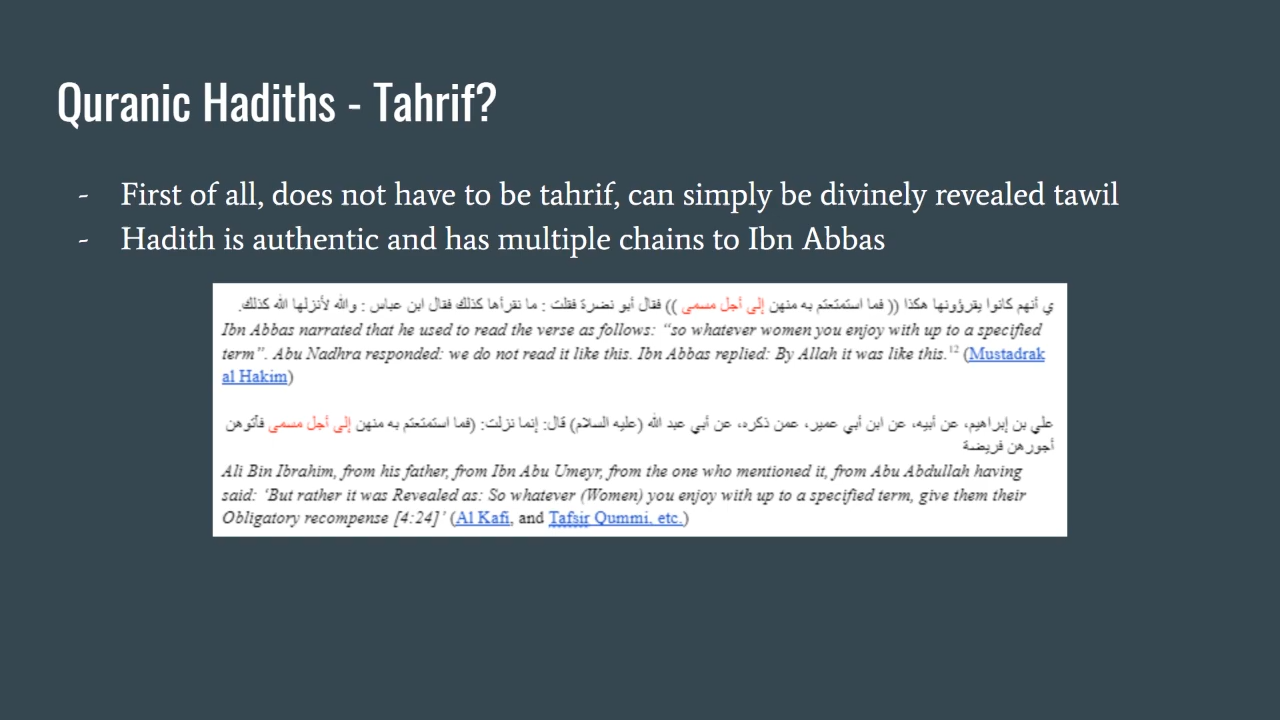 Quranic Hadiths - Tahrif?
- First of all, does not have to be tahrif, can simply be divinely revealed tawil
- Hadith is authentic and has multiple chains to Ibn Abbas
ي أنهم كانوا يقرؤونها هكذا (( فما استمتعتم به منهن إلى أجل مسمى )) فقال أبو نضرة فقلت : ما نقرأها كذلك فقال ابن عباس : والله لأنزلها الله كذلك.
Ibn Abbas narrated that he used to read the verse as follows: “so whatever women you enjoy with up to a specified
term”. Abu Nadhra responded: we do not read it like this. Ibn Abbas replied: By Allah it was like this.12 (Mustadrak
al Hakim)
علي بن إبراهيم، عن أبيه، عن ابن أبي عمير، عمن ذكره، عن أبي عبد الله (عليه السلام) قال: إنما نزلت: (فما استمتعتم به منهن إلى أجل مسمى فآتوهن
أجورهن فريضة
Ali Bin Ibrahim, from his father, from Ibn Abu Umeyr, from the one who mentioned it, from Abu Abdullah having
said: ‘But rather it was Revealed as: So whatever (Women) you enjoy with up to a specified term, give them their
Obligatory recompense [4:24]’ (Al Kafi, and Tafsir Qummi, etc.)